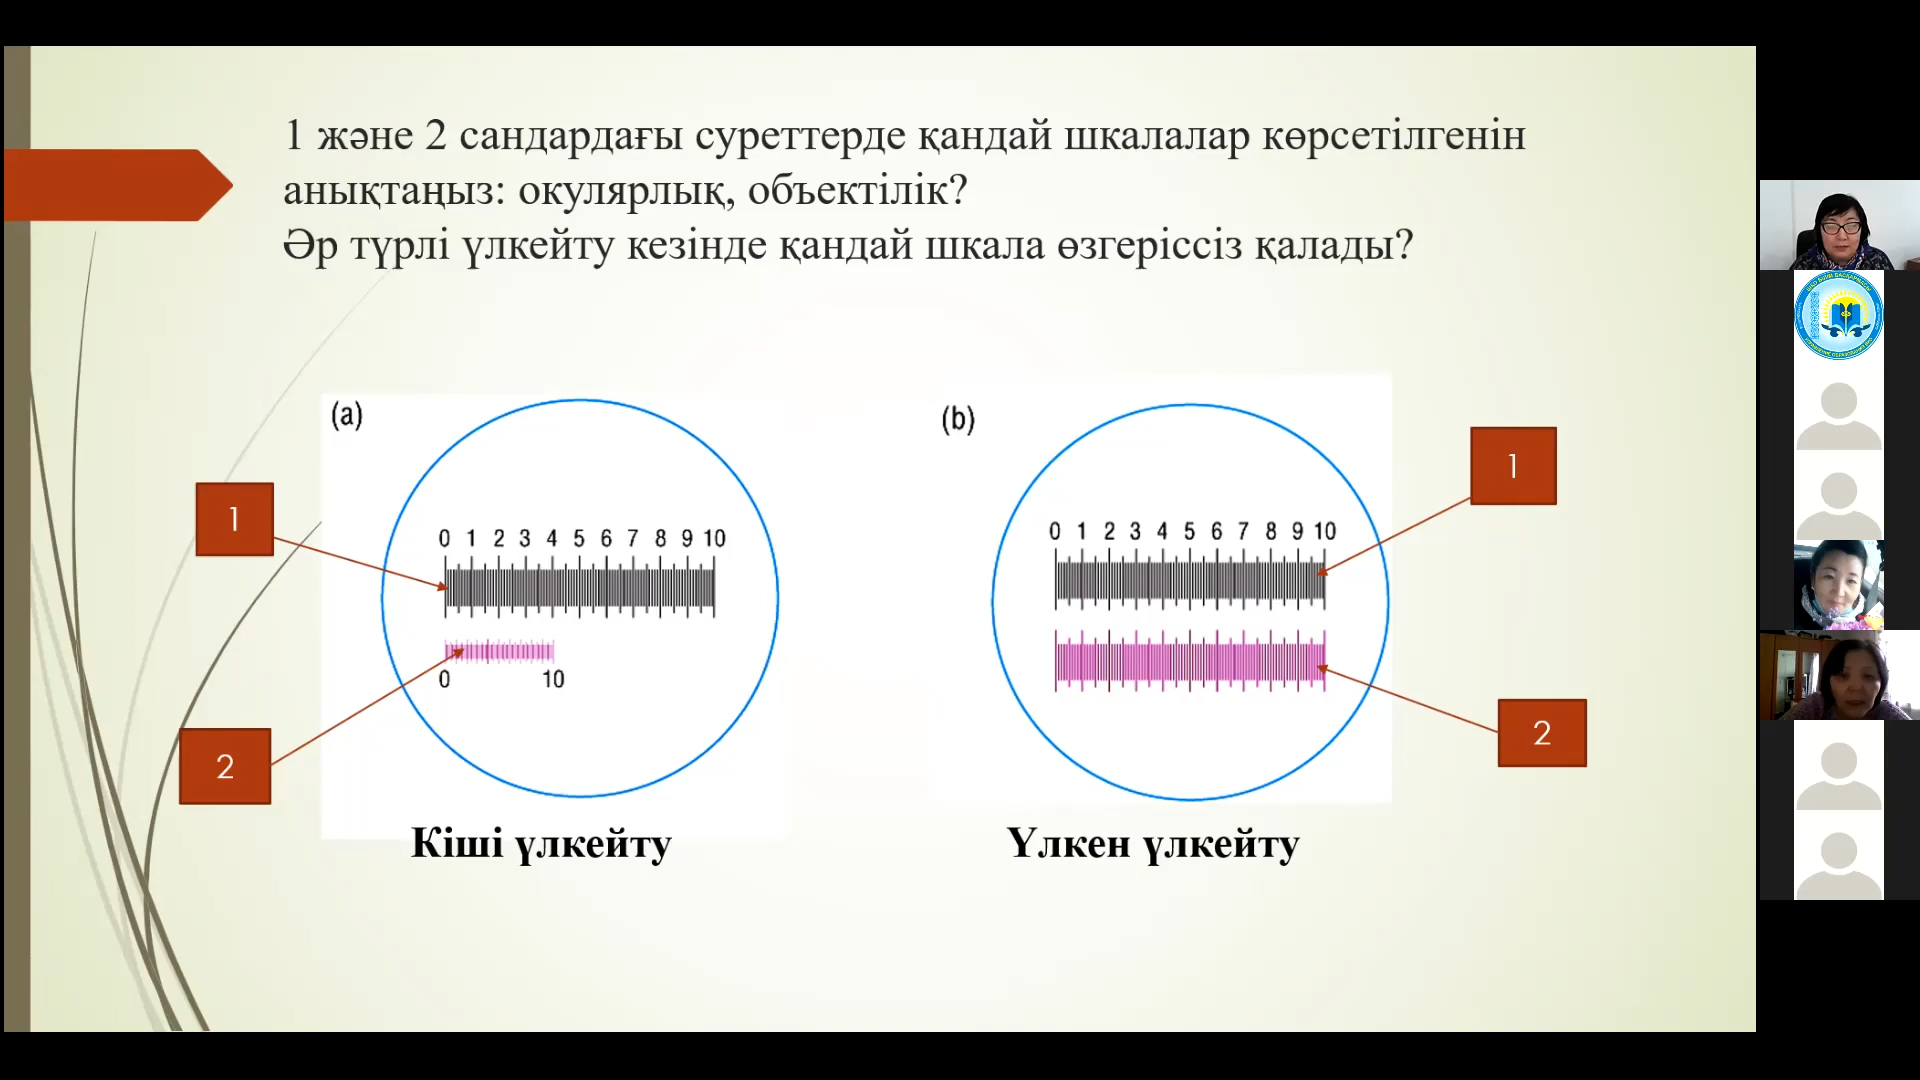 1 және 2 сандардағы суреттерде қандай шкалалар көрсетілгенін
анықтаңыз: окулярлық, объектілік?
Әр түрлі үлкейту кезінде қандай шкала өзгеріссіз қалады?
(a)
0 1 2 3 4 5 6 7 8 9 10
0 10
1
2
Кіші үлкейту
(b)
0 1 2 3 4 5 6 7 8 9 10
1
2
Үлкен үлкейту